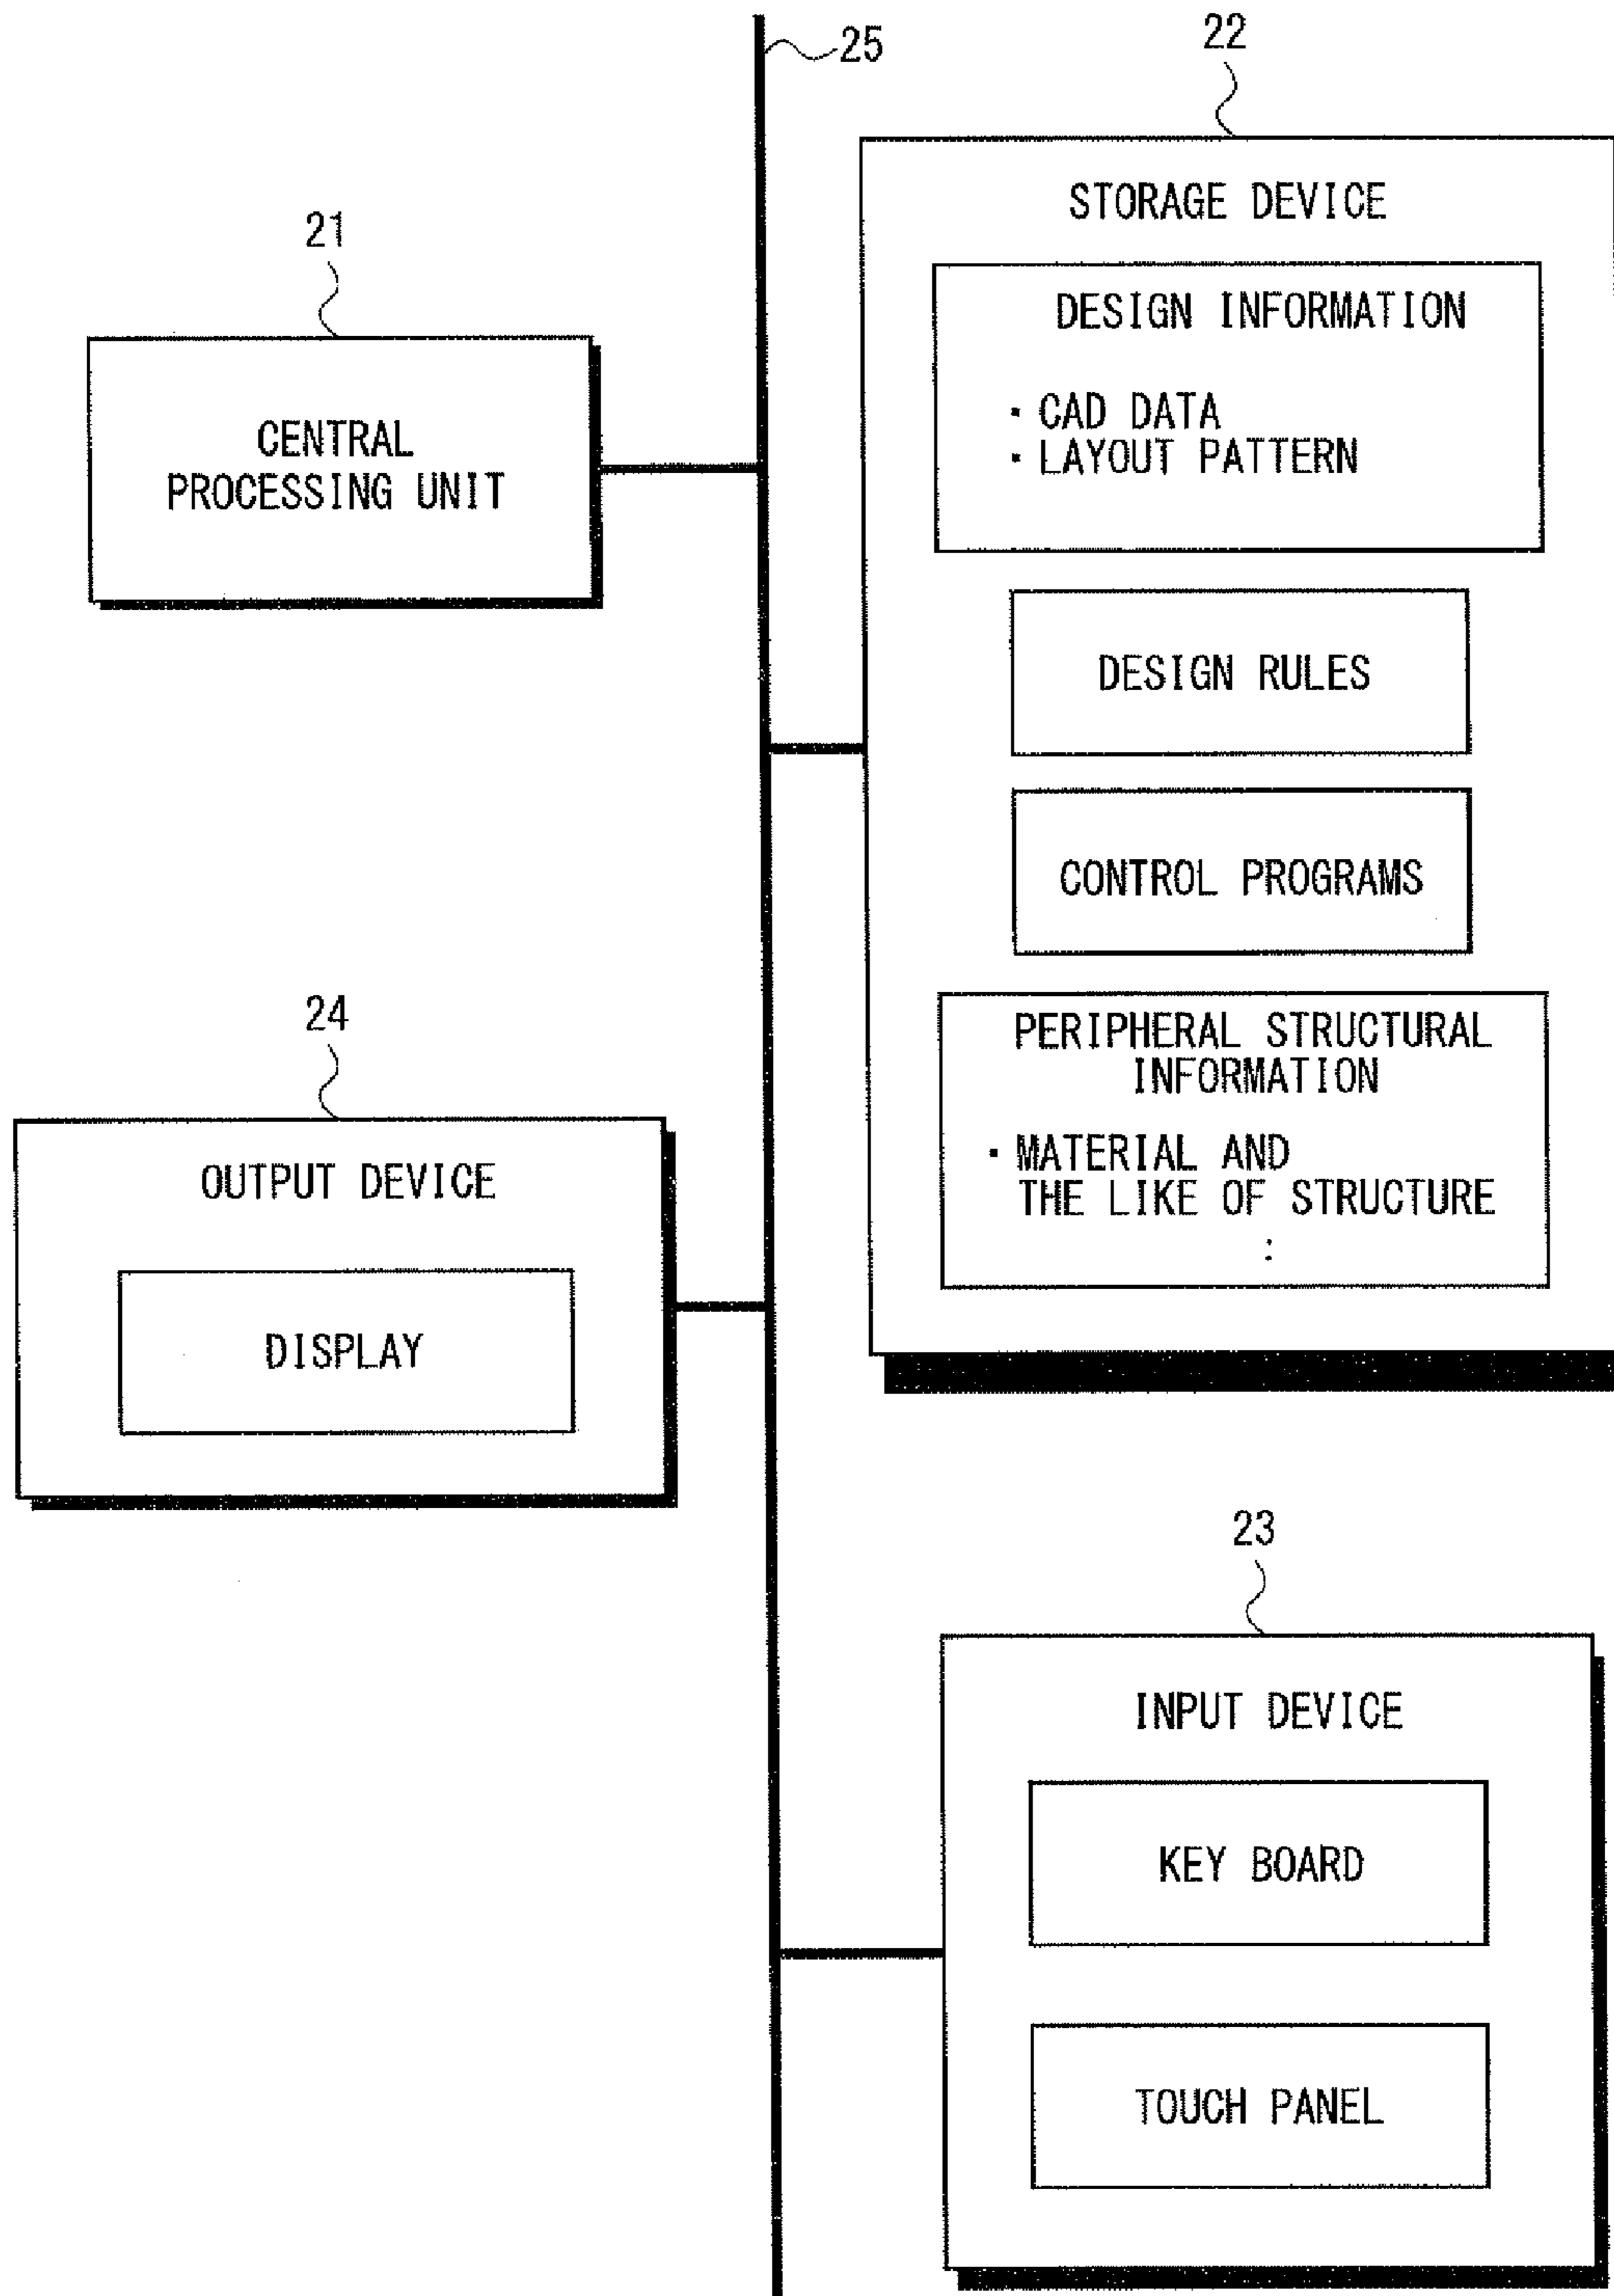 25
22
STORAGE DEVICE
DESIGN INFORMATION
・CAD DATA
・LAYOUT PATTERN
DESIGN RULES
CONTROL PROGRAMS
PERIPHERAL STRUCTURAL
INFORMATION
・MATERIAL AND
THE LIKE OF STRUCTURE
:
21
CENTRAL
PROCESSING UNIT
24
OUTPUT DEVICE
DISPLAY
23
INPUT DEVICE
KEY BOARD
TOUCH PANEL